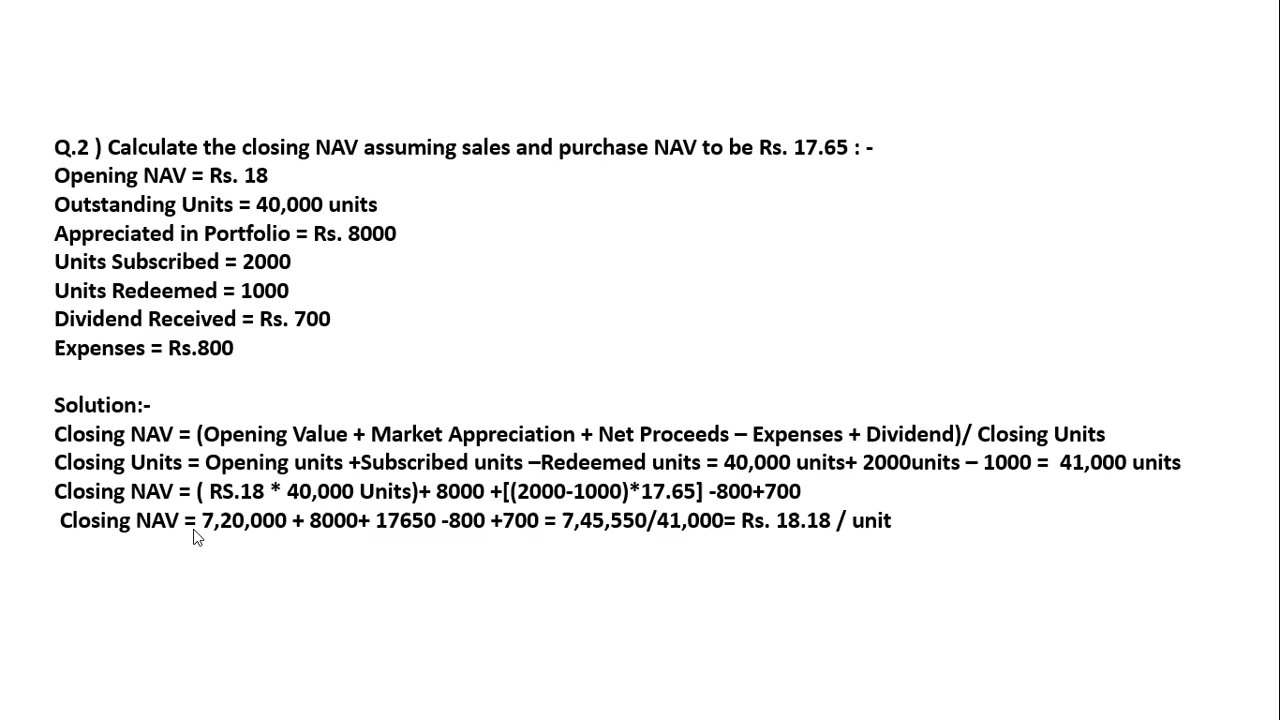 Q.2 ) Calculate the closing NAV assuming sales and purchase NAV to be Rs. 17.65 : -
Opening NAV = Rs. 18
Outstanding Units = 40,000 units
Appreciated in Portfolio = Rs. 8000
Units Subscribed = 2000
Units Redeemed = 1000
Dividend Received = Rs. 700
Expenses = Rs.800
Solution:-
Closing NAV = (Opening Value + Market Appreciation + Net Proceeds – Expenses + Dividend)/ Closing Units
Closing Units = Opening units +Subscribed units –Redeemed units = 40,000 units+ 2000units – 1000 =  41,000 units
Closing NAV = ( RS.18 * 40,000 Units)+ 8000 +[(2000-1000)*17.65] -800+700
Closing NAV = 7,20,000 + 8000+ 17650 -800 +700 = 7,45,550/41,000= Rs. 18.18 / unit